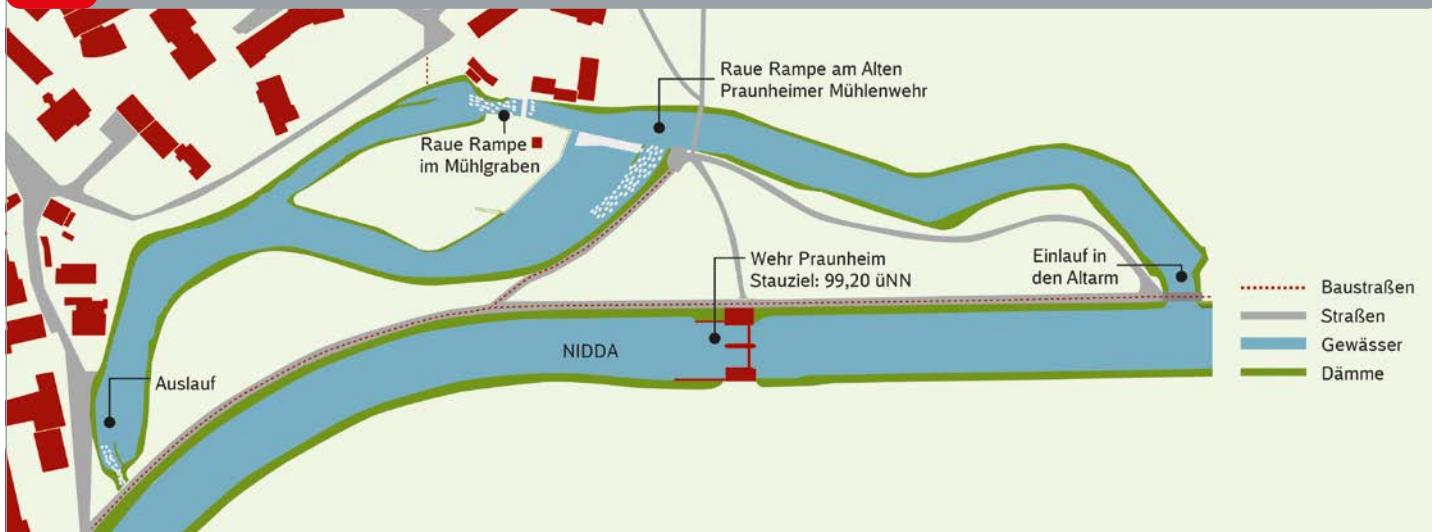 Raue Rampe am Alten
Praunheimer Mühlenwehr
Raue Rampe
im Mühlgraben
Wehr Praunheim
Stauziel: 99,20 üNN
Einlauf in
den Altarm
NIDDA
Auslauf
Baustraßen
Straßen
Gewässer
Dämme